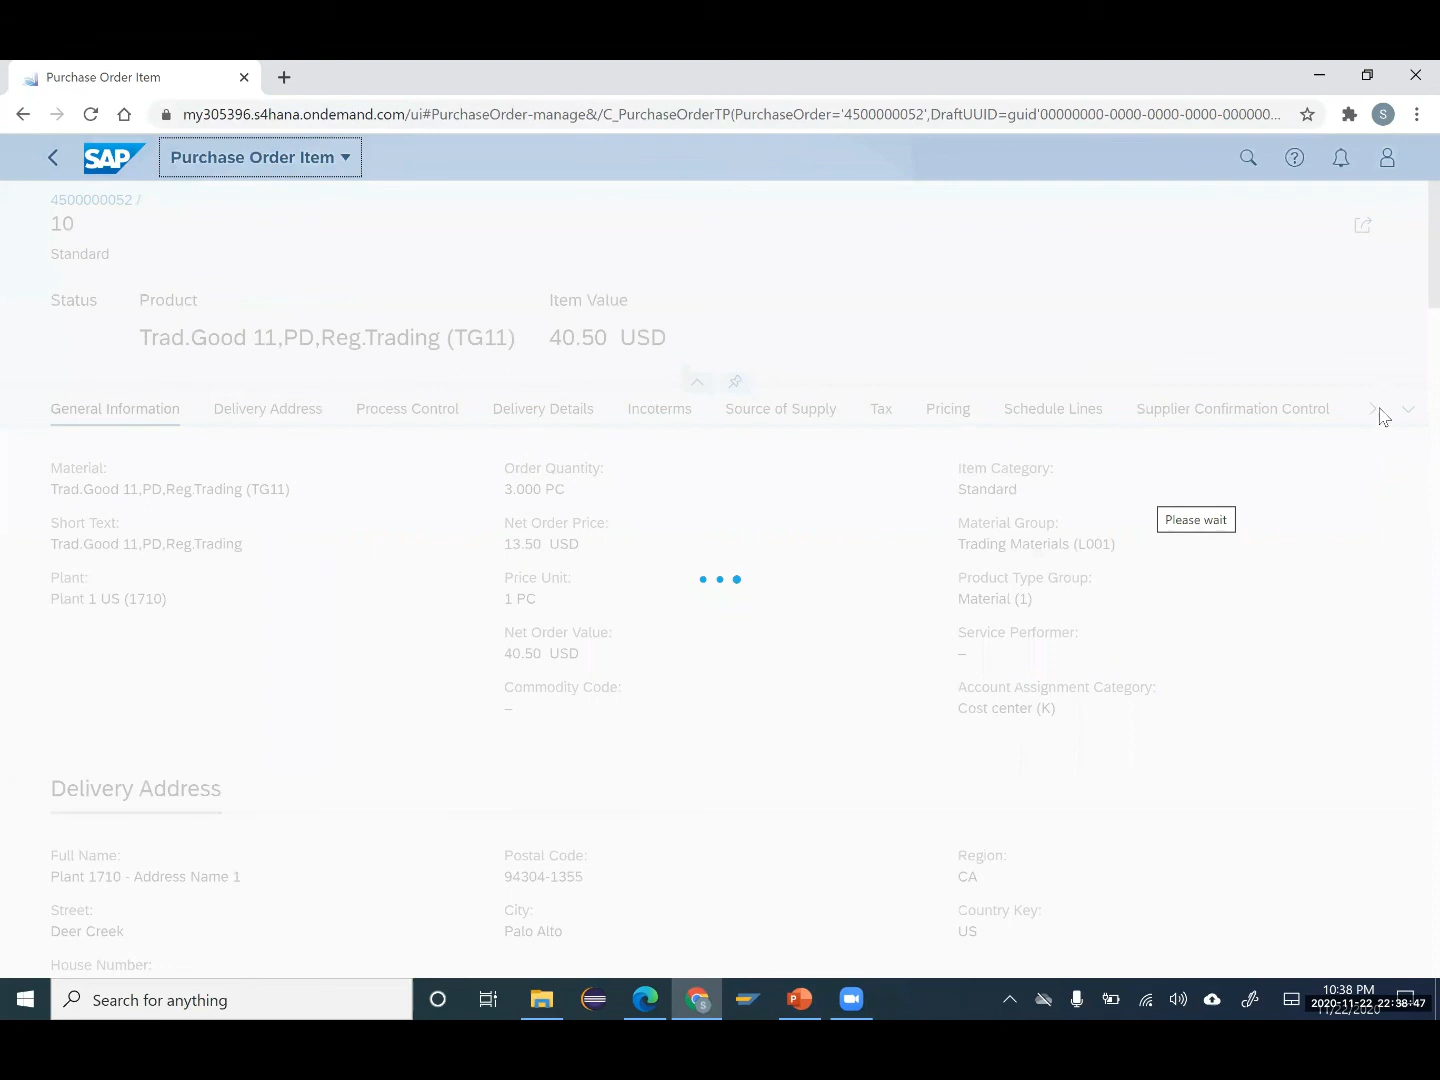 Purchase Order Item
my305396.s4hana.ondemand.com/ui#PurchaseOrder-manage&/C_PurchaseOrderTP(PurchaseOrder='4500000052',DraftUUID=guid'00000000-0000-0000-0000-000000...
S
SAP
Purchase Order Item
4500000052 /
10
Standard
Status Product Item Value
Trad.Good 11,PD,Reg.Trading (TG11) 40.50 USD
General Information Delivery Address Process Control Delivery Details Incoterms Source of Supply Tax Pricing Schedule Lines Supplier Confirmation Control
Material: Order Quantity: Item Category:
Trad.Good 11,PD,Reg.Trading (TG11) 3.000 PC Standard
Please wait
Short Text: Net Order Price: Material Group:
Trad.Good 11,PD,Reg.Trading 13.50 USD Trading Materials (L001)
Plant: Price Unit: Product Type Group:
Plant 1 US (1710) 1 PC Material (1)
Net Order Value: Service Performer:
40.50 USD –
Commodity Code: Account Assignment Category:
– Cost center (K)
Delivery Address
Full Name: Postal Code: Region:
Plant 1710 - Address Name 1 94304-1355 CA
Street: City: Country Key:
Deer Creek Palo Alto US
House Number:
Search for anything
10:38 PM
2020-11-22 22:38:47
11/22/2020